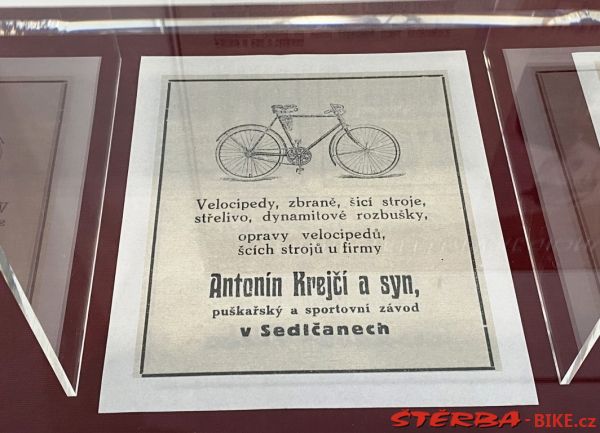 Velocipedy, zbraně, šicí stroje,
střelivo, dynamitové rozbušky,
opravy velocipedů,
šcích strojů u firmy
Antonín Krejčí a syn,
puškařský a sportovní závod
v Sedlčanech
ŠTĚRBA-BIKE.cz